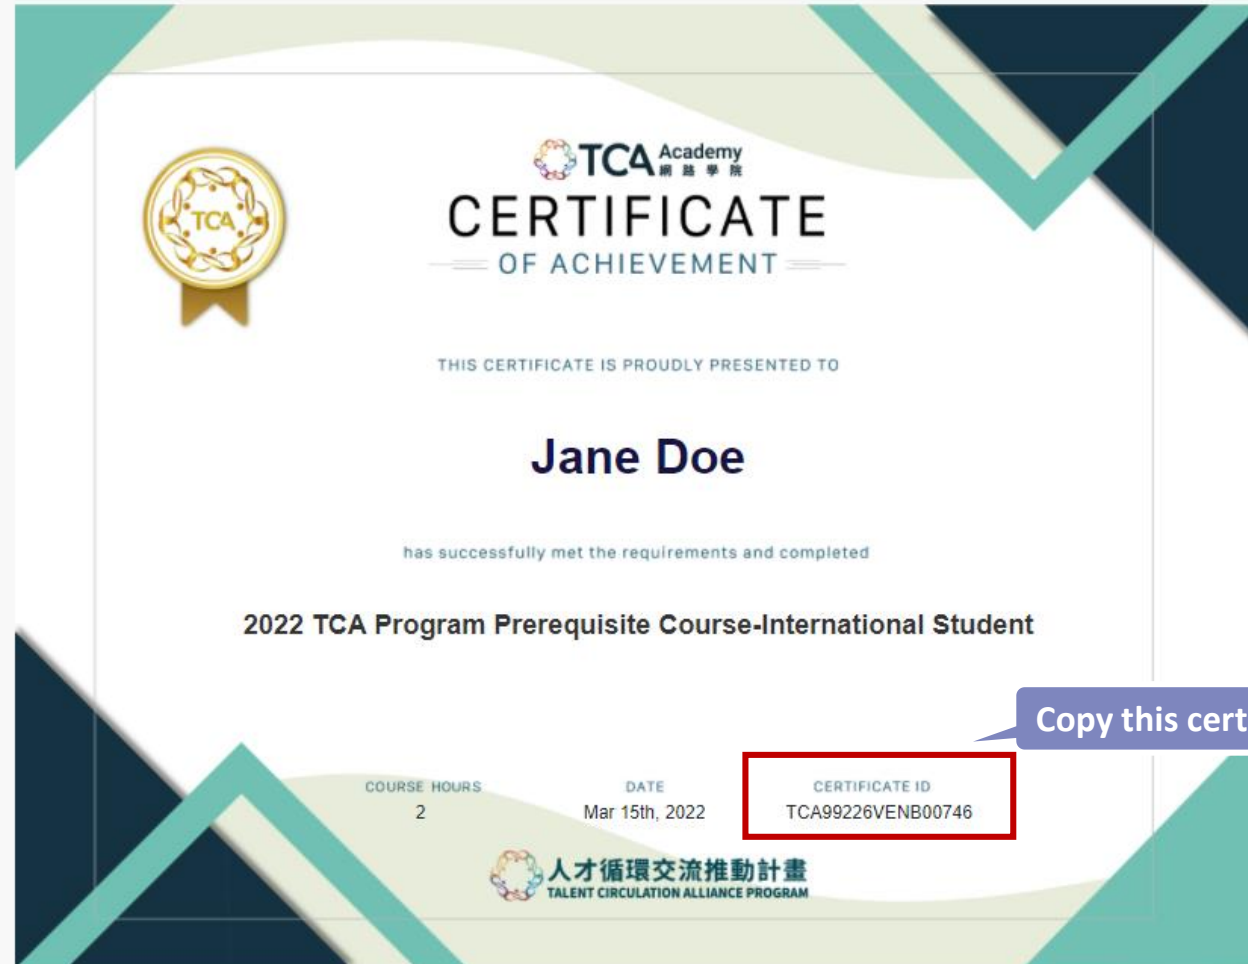 TCA
TCA Academy
網路學院
CERTIFICATE
OF ACHIEVEMENT
THIS CERTIFICATE IS PROUDLY PRESENTED TO
Jane Doe
has successfully met the requirements and completed
2022 TCA Program Prerequisite Course-International Student
Copy this cert
COURSE HOURS
2
DATE
Mar 15th, 2022
CERTIFICATE ID
TCA99226VENB00746
人才循環交流推動計畫
TALENT CIRCULATION ALLIANCE PROGRAM